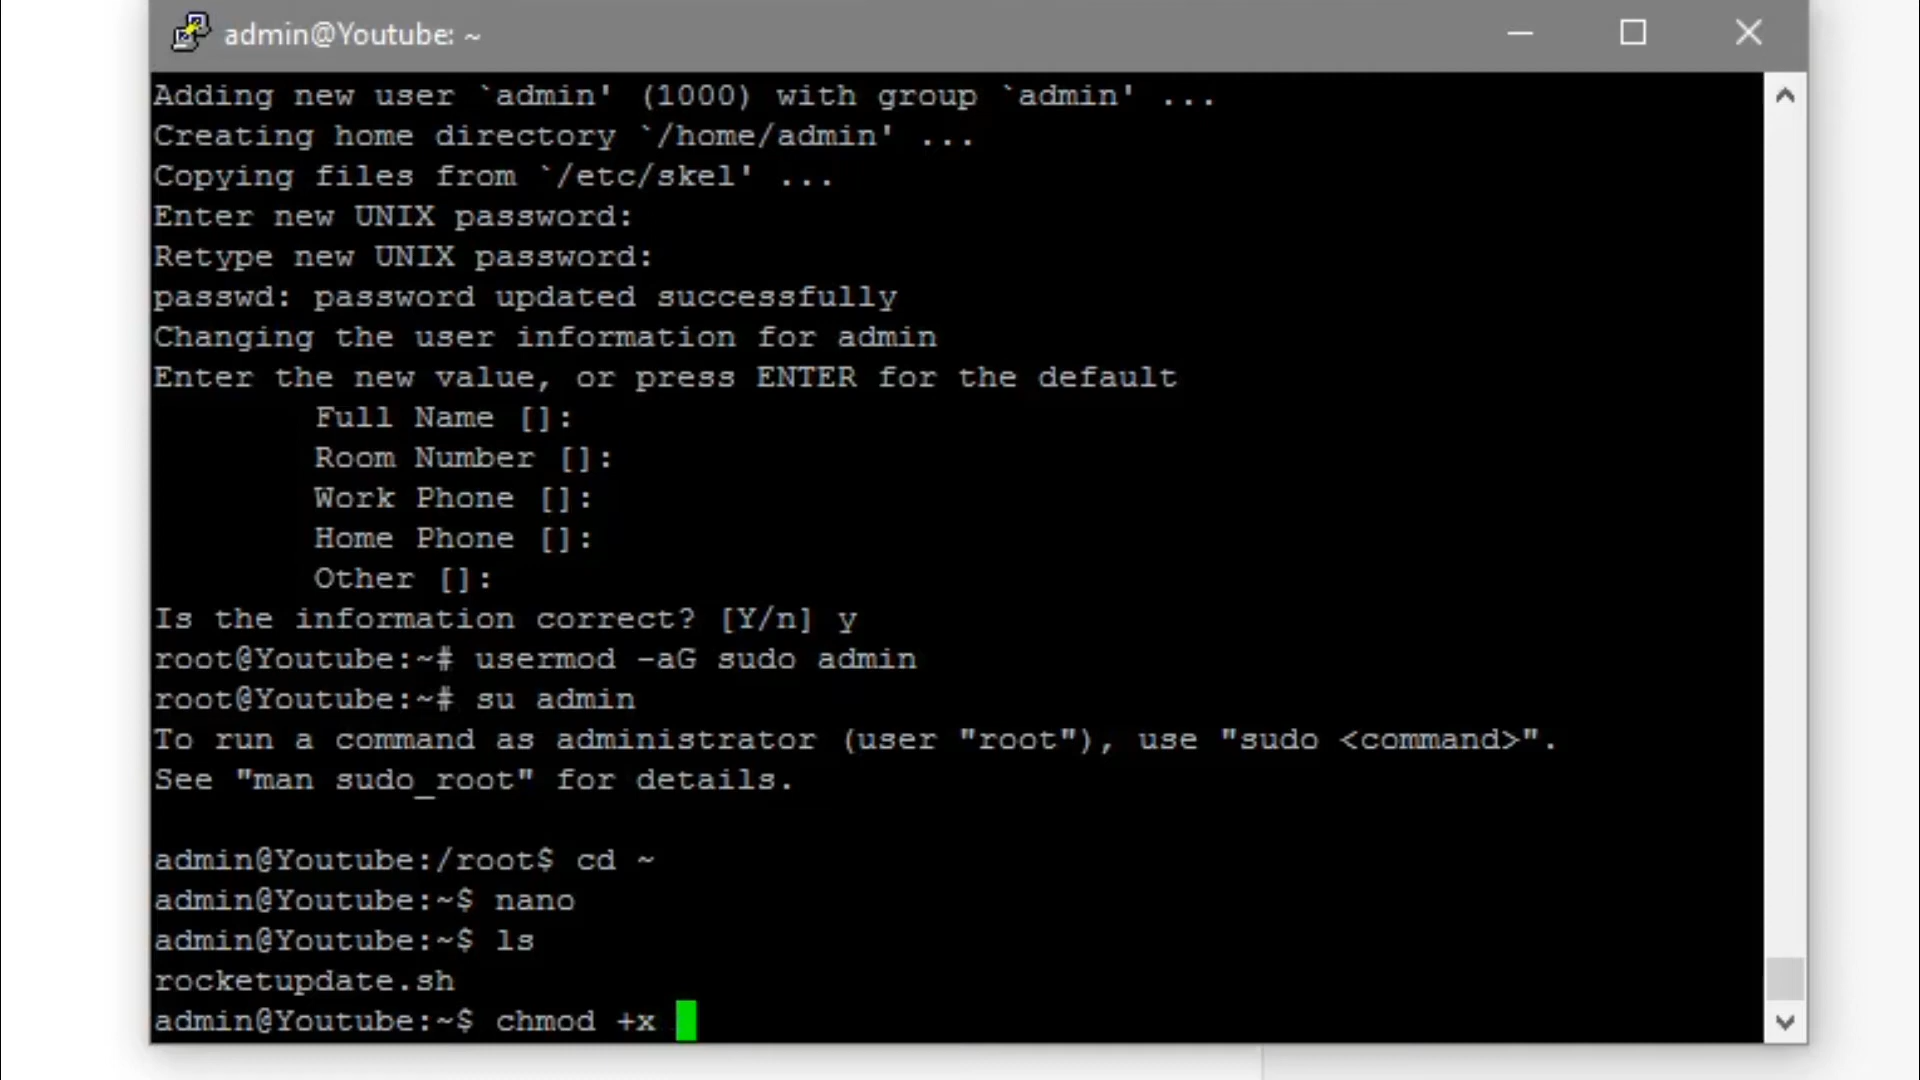 admin@Youtube: ~
Adding new user `admin' (1000) with group `admin' ...
Creating home directory `/home/admin' ...
Copying files from `/etc/skel' ...
Enter new UNIX password:
Retype new UNIX password:
passwd: password updated successfully
Changing the user information for admin
Enter the new value, or press ENTER for the default
Full Name []:
Room Number []:
Work Phone []:
Home Phone []:
Other []:
Is the information correct? [Y/n] y
root@Youtube:~# usermod -aG sudo admin
root@Youtube:~# su admin
To run a command as administrator (user "root"), use "sudo <command>".
See "man sudo_root" for details.
admin@Youtube:/root$ cd ~
admin@Youtube:~$ nano
admin@Youtube:~$ ls
rocketupdate.sh
admin@Youtube:~$ chmod +x